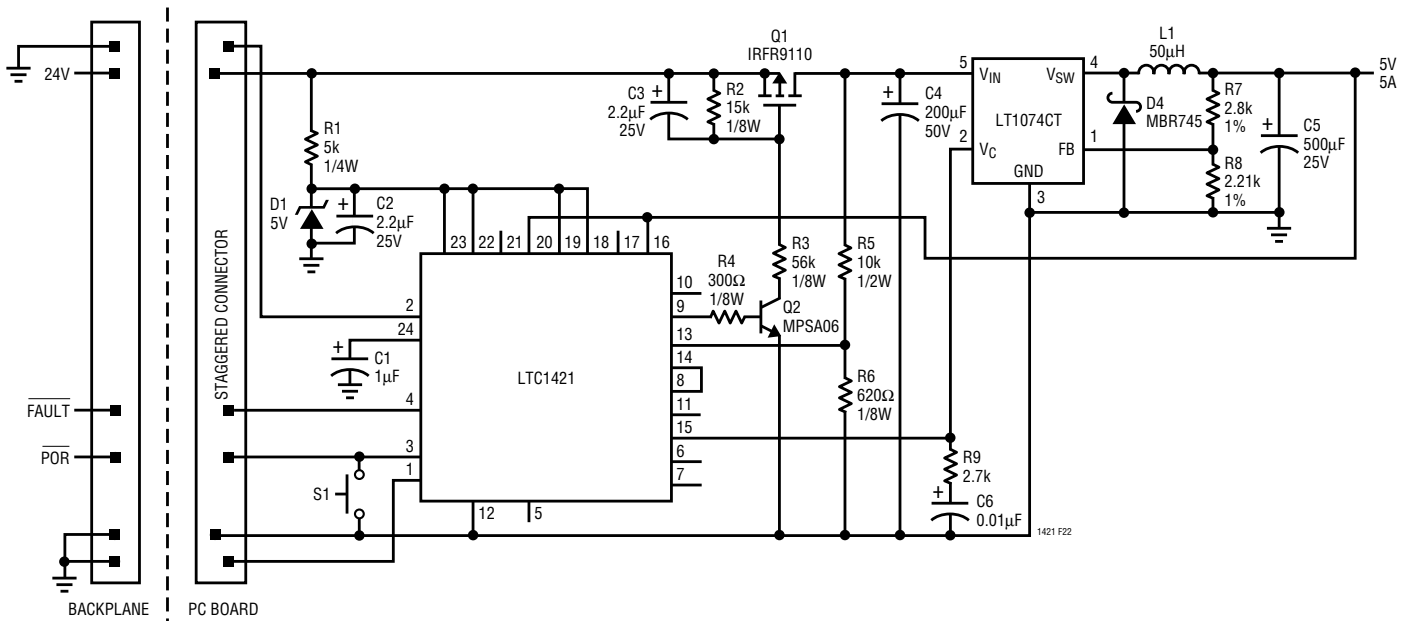 24V
FAULT
POR
BACKPLANE
STAGGERED CONNECTOR
PC BOARD
R1
5k
1/4W
D1
5V
C2
2.2µF
25V
C1
1µF
S1
LTC1421
23
22
21
20
19
18
17
16
2
24
4
3
1
12
5
10
9
13
14
8
11
15
6
7
C3
2.2µF
25V
R2
15k
1/8W
Q1
IRFR9110
R3
56k
1/8W
R4
300Ω
1/8W
Q2
MPSA06
R5
10k
1/2W
R6
620Ω
1/8W
C4
200µF
50V
5
VIN
VSW
4
LT1074CT
2
VC
FB
1
GND
3
L1
50µH
D4
MBR745
R7
2.8k
1%
R8
2.21k
1%
C5
500µF
25V
5V
5A
R9
2.7k
C6
0.01µF
1421 F22